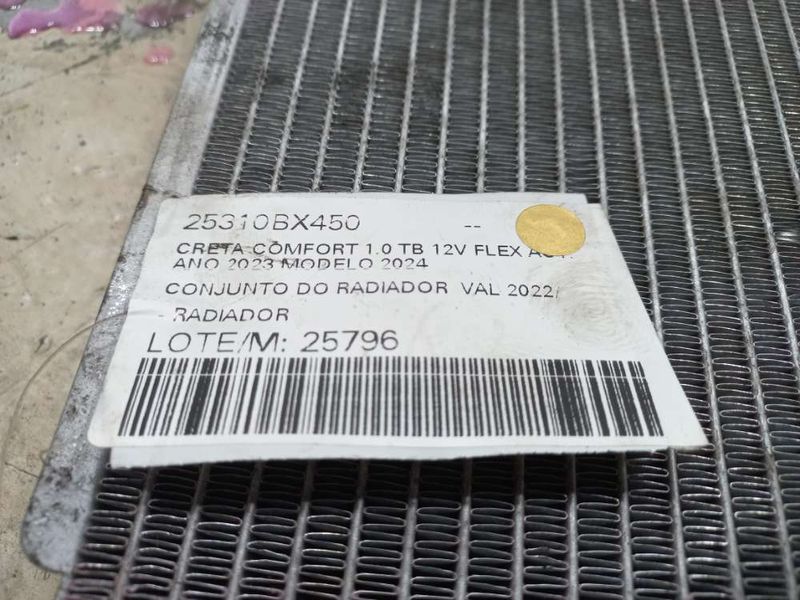 25310BX450 --
CRETA COMFORT 1.0 TB 12V FLEX
ANO 2023 MODELO 2024
CONJUNTO DO RADIADOR VAL 2022/
- RADIADOR
LOTE/M: 25796